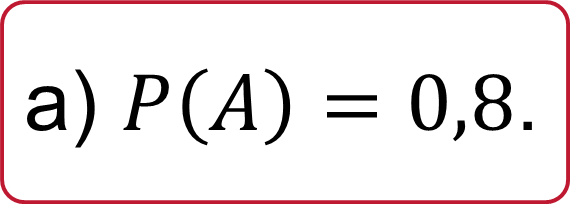 a) P(A) = 0,8.